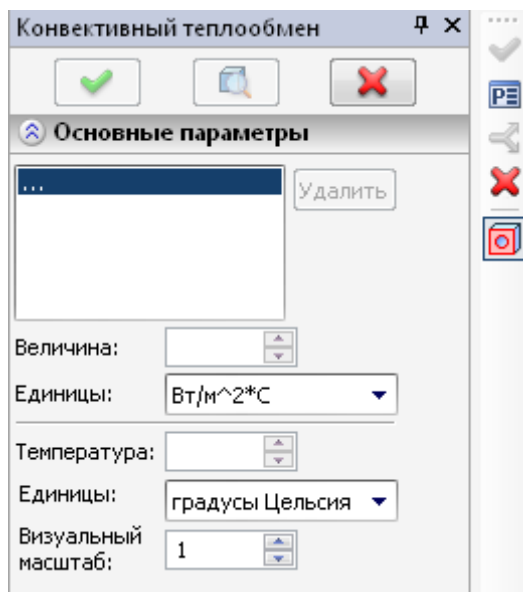 Конвективный теплообмен
Основные параметры
...
Удалить
Величина:
Единицы: Вт/м^2*С
Температура:
Единицы: градусы Цельсия
Визуальный
масштаб: 1